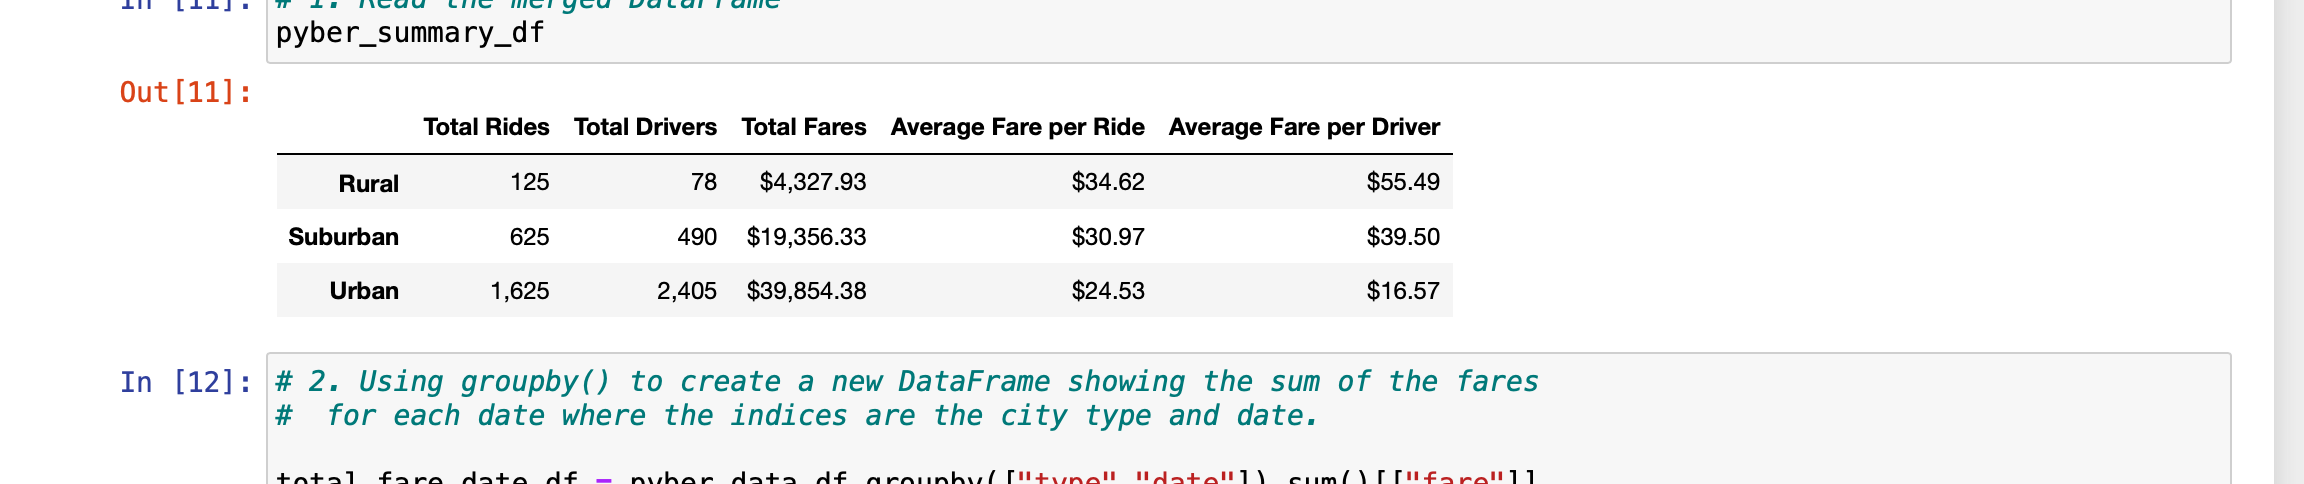 In [11]: # 1. Read the merged DataFrame
pyber_summary_df
Out[11]:
Total Rides Total Drivers Total Fares Average Fare per Ride Average Fare per Driver
Rural 125 78 $4,327.93 $34.62 $55.49
Suburban 625 490 $19,356.33 $30.97 $39.50
Urban 1,625 2,405 $39,854.38 $24.53 $16.57
In [12]: # 2. Using groupby() to create a new DataFrame showing the sum of the fares
#  for each date where the indices are the city type and date.
total_fare_date_df = pyber_data_df.groupby(["type","date"]).sum()[["fare"]]